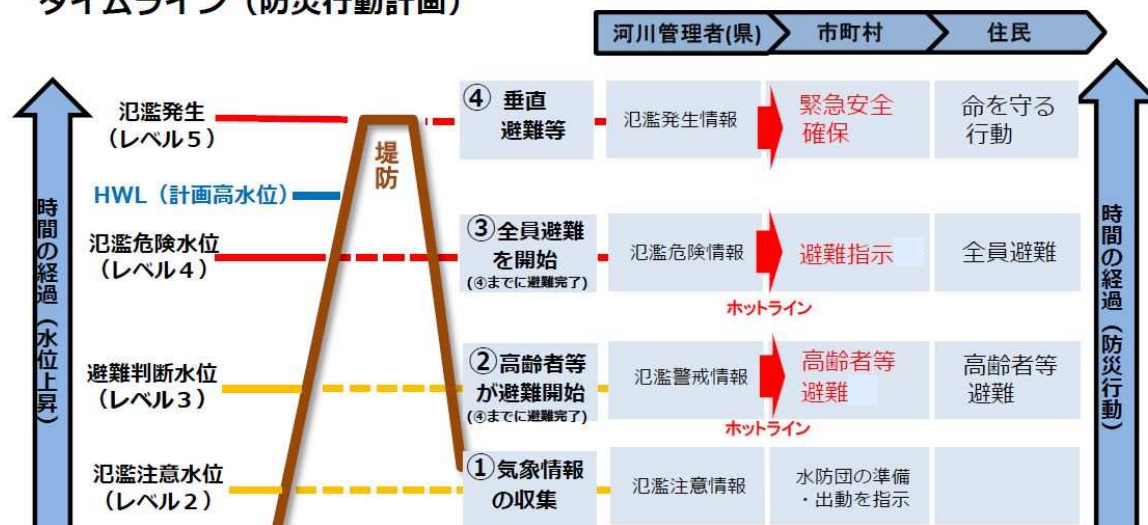 タイムライン（防災行動計画）
河川管理者(県)
市町村
住民
氾濫発生
（レベル５）
④ 垂直
避難等
氾濫発生情報
緊急安全
確保
命を守る
行動
堤防
HWL（計画高水位）
時間の経過（水位上昇）
時間の経過（防災行動）
氾濫危険水位
（レベル４）
③全員避難
を開始
(④までに避難完了)
氾濫危険情報
避難指示
全員避難
ホットライン
避難判断水位
（レベル３）
②高齢者等
が避難開始
(④までに避難完了)
氾濫警戒情報
高齢者等
避難
高齢者等
避難
ホットライン
氾濫注意水位
（レベル２）
①気象情報
の収集
氾濫注意情報
水防団の準備
・出動を指示